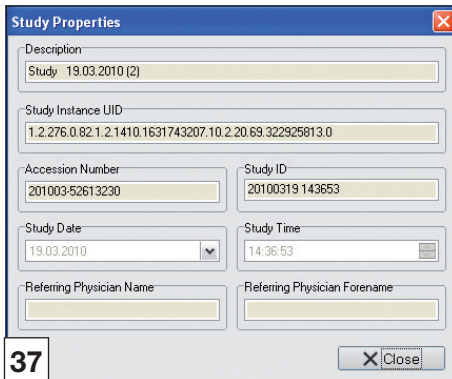 Study Properties
Description
Study 19.03.2010 (2)
Study Instance UID
1.2.276.0.82.1.2.1410.1631743207.10.2.20.69.322925813.0
Accession Number
Study ID
201003-52613230
20100319 143653
Study Date
Study Time
19.03.2010
14:36:53
Referring Physician Name
Referring Physician Forename
37
Close